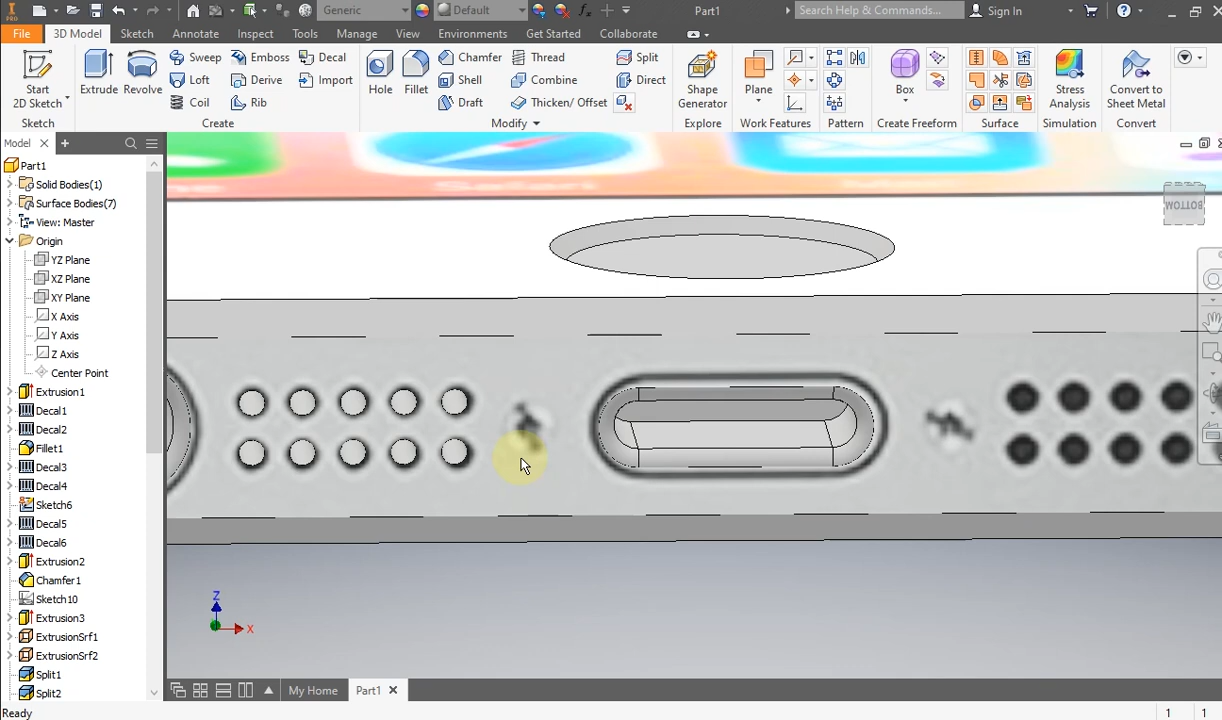 PRO
Generic
Default
Part1
Search Help & Commands...
Sign In
File
3D Model
Sketch
Annotate
Inspect
Tools
Manage
View
Environments
Get Started
Collaborate
Start
2D Sketch
Extrude
Revolve
Sweep
Emboss
Decal
Loft
Derive
Import
Coil
Rib
Hole
Fillet
Chamfer
Thread
Split
Shell
Combine
Direct
Draft
Thicken/ Offset
Shape
Generator
Plane
Box
Stress
Analysis
Convert to
Sheet Metal
Sketch
Create
Modify
Explore
Work Features
Pattern
Create Freeform
Surface
Simulation
Convert
Model
Part1
Solid Bodies(1)
Surface Bodies(7)
View: Master
Origin
YZ Plane
XZ Plane
XY Plane
X Axis
Y Axis
Z Axis
Center Point
Extrusion1
Decal1
Decal2
Fillet1
Decal3
Decal4
Sketch6
Decal5
Decal6
Extrusion2
Chamfer1
Sketch10
Extrusion3
ExtrusionSrf1
ExtrusionSrf2
Split1
Split2
Safari
BOTTOM
Z
X
My Home
Part1
Ready
1
1